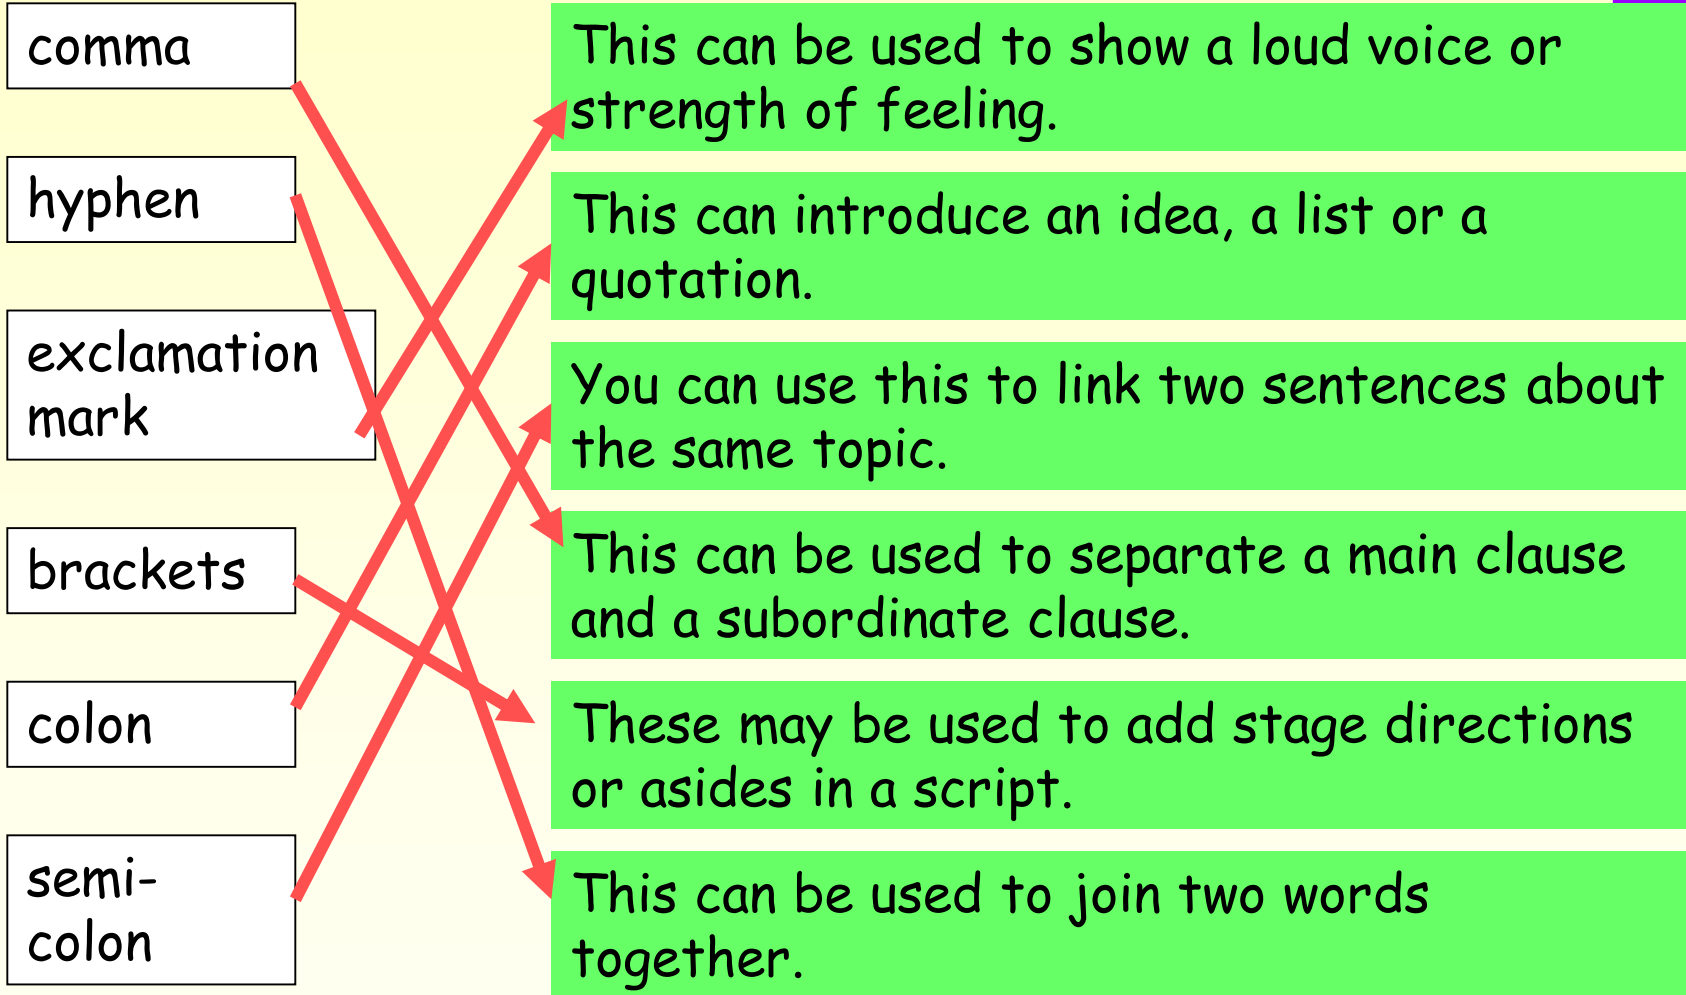 comma
hyphen
exclamation
mark
brackets
colon
semi-
colon
This can be used to show a loud voice or
strength of feeling.
This can introduce an idea, a list or a
quotation.
You can use this to link two sentences about
the same topic.
This can be used to separate a main clause
and a subordinate clause.
These may be used to add stage directions
or asides in a script.
This can be used to join two words
together.